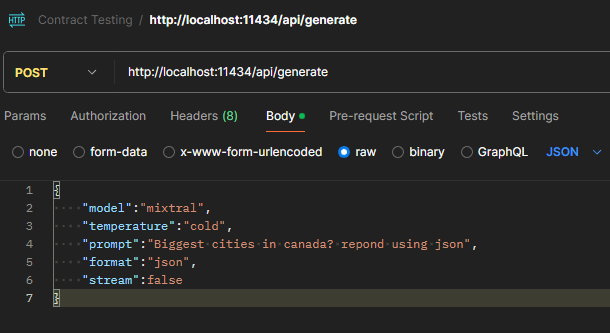 HTTP Contract Testing / http://localhost:11434/api/generate
POST http://localhost:11434/api/generate
Params Authorization Headers (8) Body Pre-request Script Tests Settings
none form-data x-www-form-urlencoded raw binary GraphQL JSON
1 {
2 "model":"mixtral",
3 "temperature":"cold",
4 "prompt":"Biggest cities in canada? repond using json",
5 "format":"json",
6 "stream":false
7 }